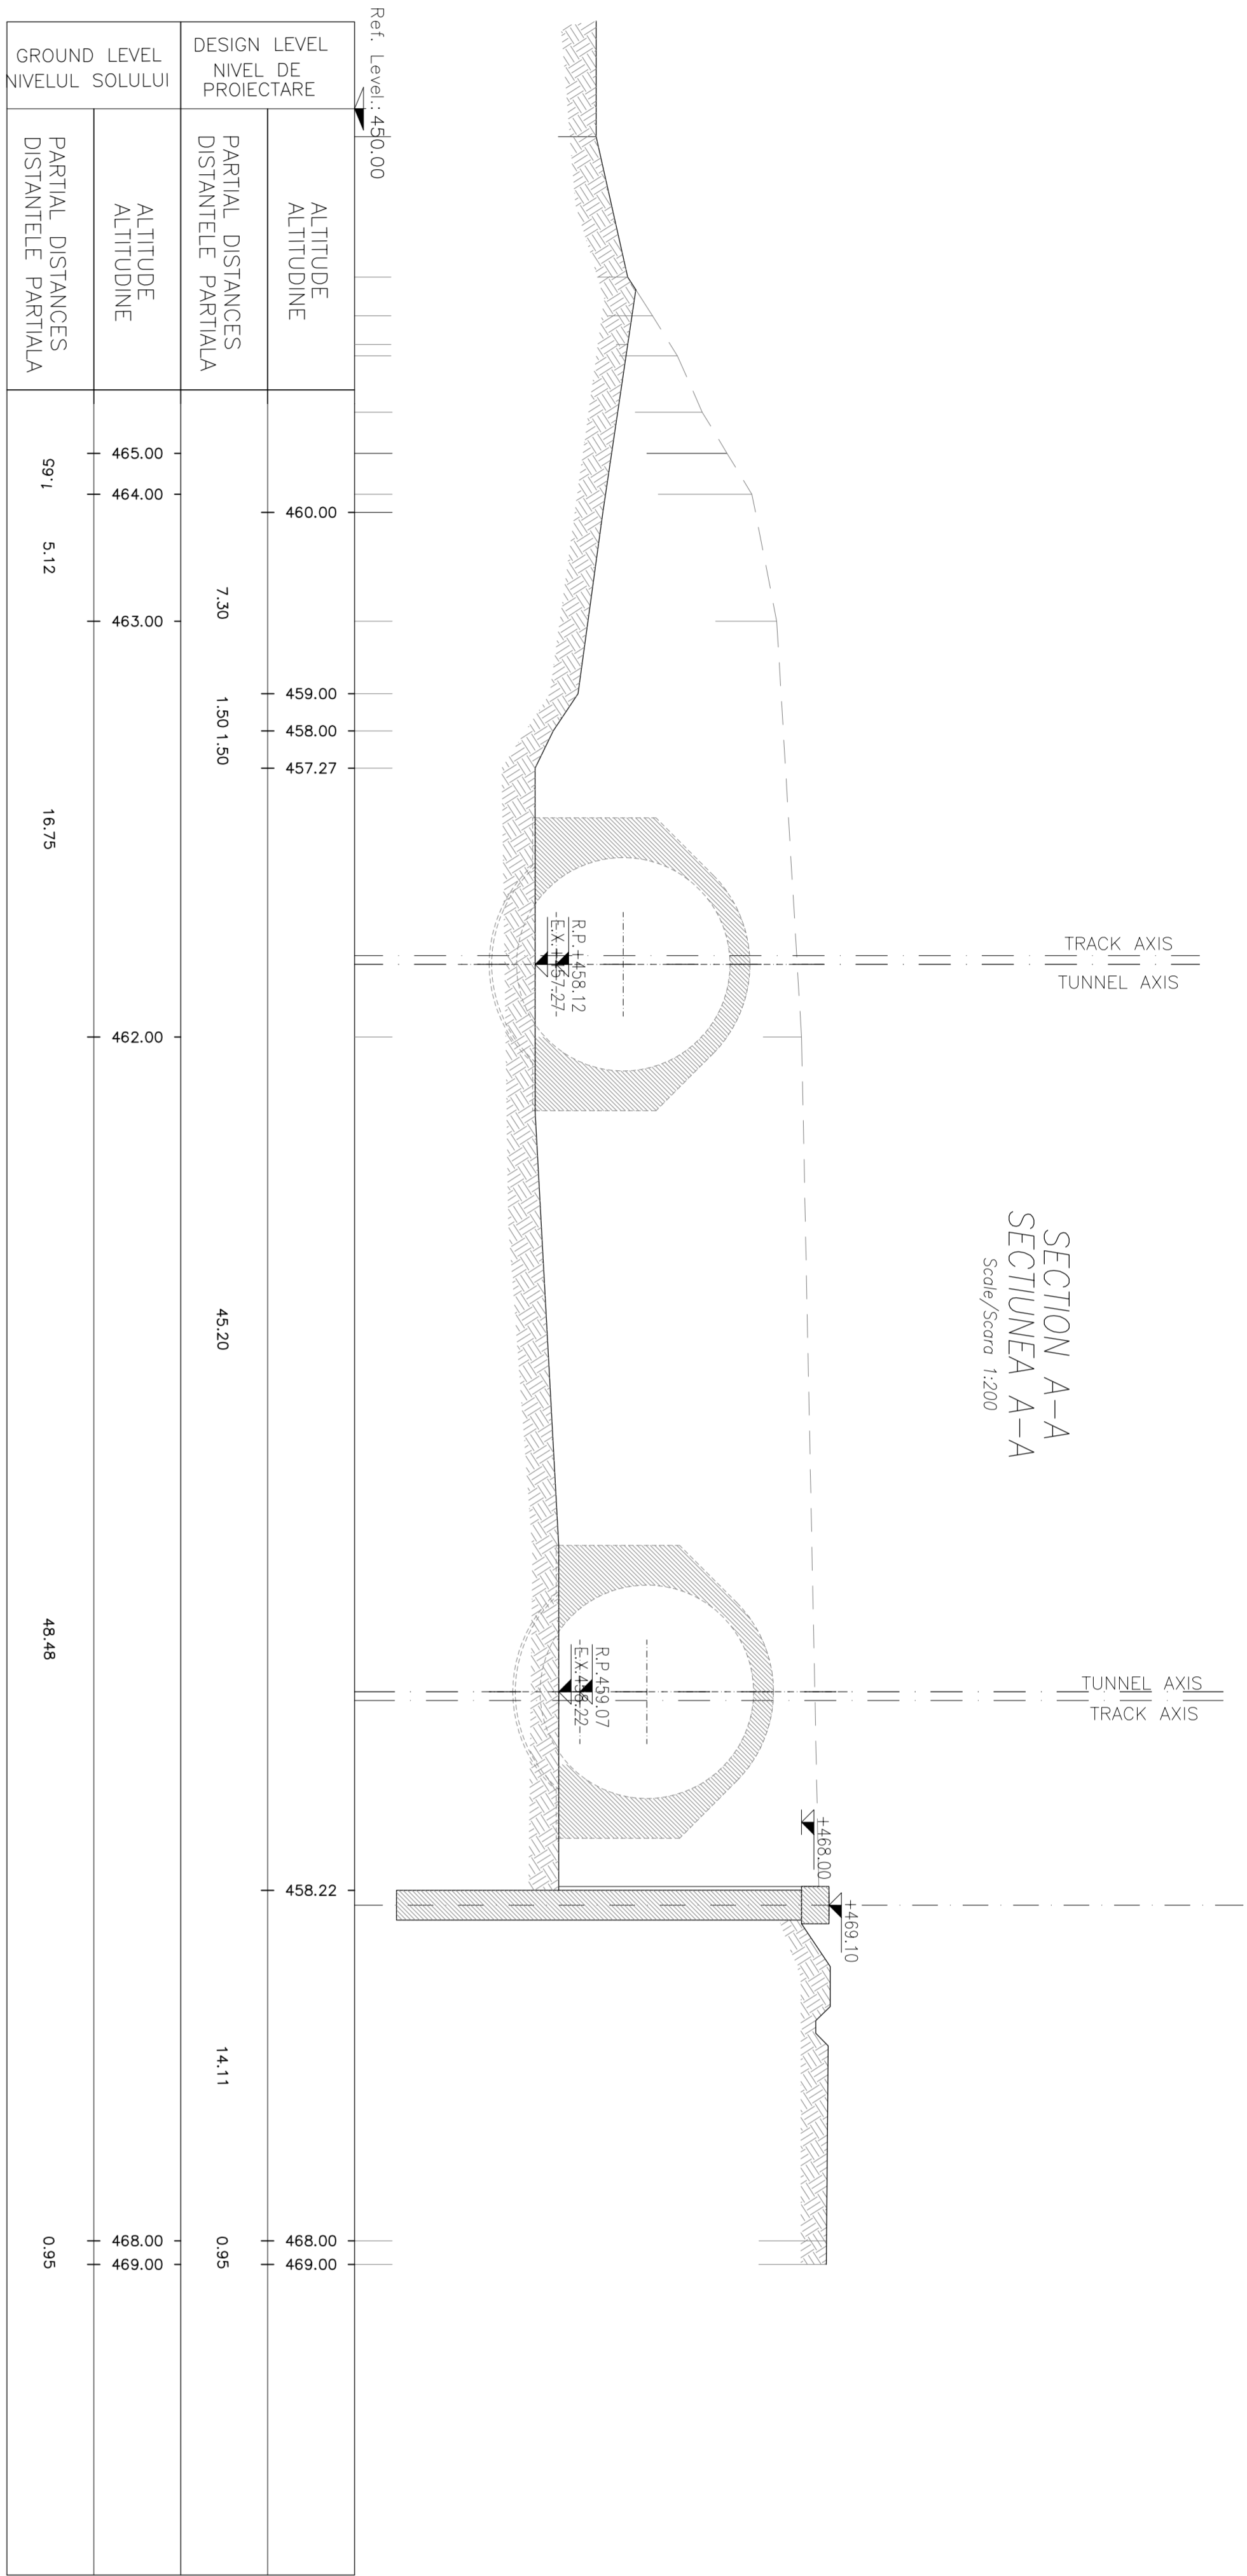 SECTION A-A
SECTIUNEA A-A
Scale/Scara 1:200
TRACK AXIS
TUNNEL AXIS
TUNNEL AXIS
TRACK AXIS
+468.00
+469.10
R.P.+458.12
E.X.+457.27
R.P.459.07
E.X.458.22
Ref. Level.: 450.00
DESIGN LEVEL
NIVEL DE
PROIECTARE
ALTITUDE
ALTITUDINE
460.00
459.00
458.00
457.27
458.22
468.00
469.00
PARTIAL DISTANCES
DISTANTELE PARTIALA
7.30
1.50
1.50
45.20
14.11
0.95
GROUND LEVEL
NIVELUL SOLULUI
ALTITUDE
ALTITUDINE
465.00
464.00
463.00
462.00
468.00
469.00
PARTIAL DISTANCES
DISTANTELE PARTIALA
1.65
5.12
16.75
48.48
0.95